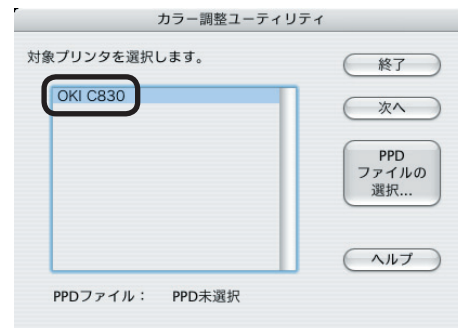 カラー調整ユーティリティ
対象プリンタを選択します。
OKI C830
終了
次へ
PPD
ファイルの
選択...
ヘルプ
PPDファイル： PPD未選択